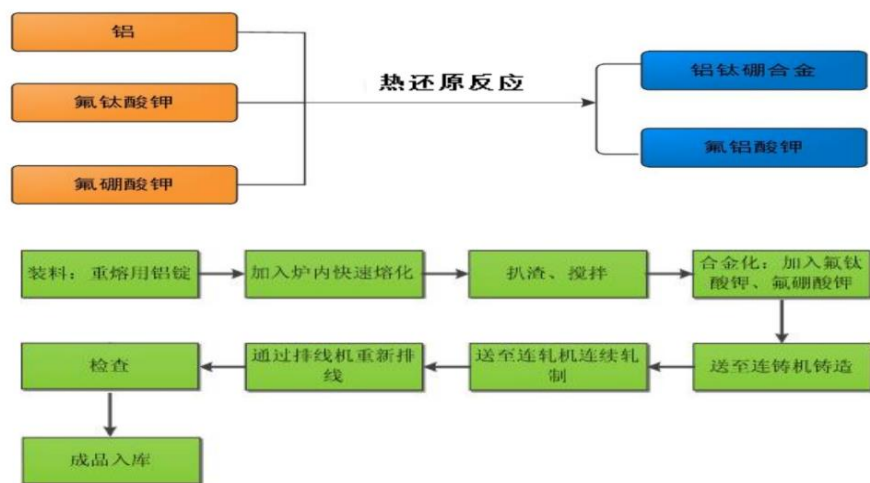 铝
氟钛酸钾
氟硼酸钾
热还原反应
铝钛硼合金
氟铝酸钾
装料：重熔用铝锭
加入炉内快速熔化
扒渣、搅拌
合金化：加入氟钛
酸钾、氟硼酸钾
检查
通过排线机重新排
线
送至连轧机连续轧
制
送至连铸机铸造
成品入库